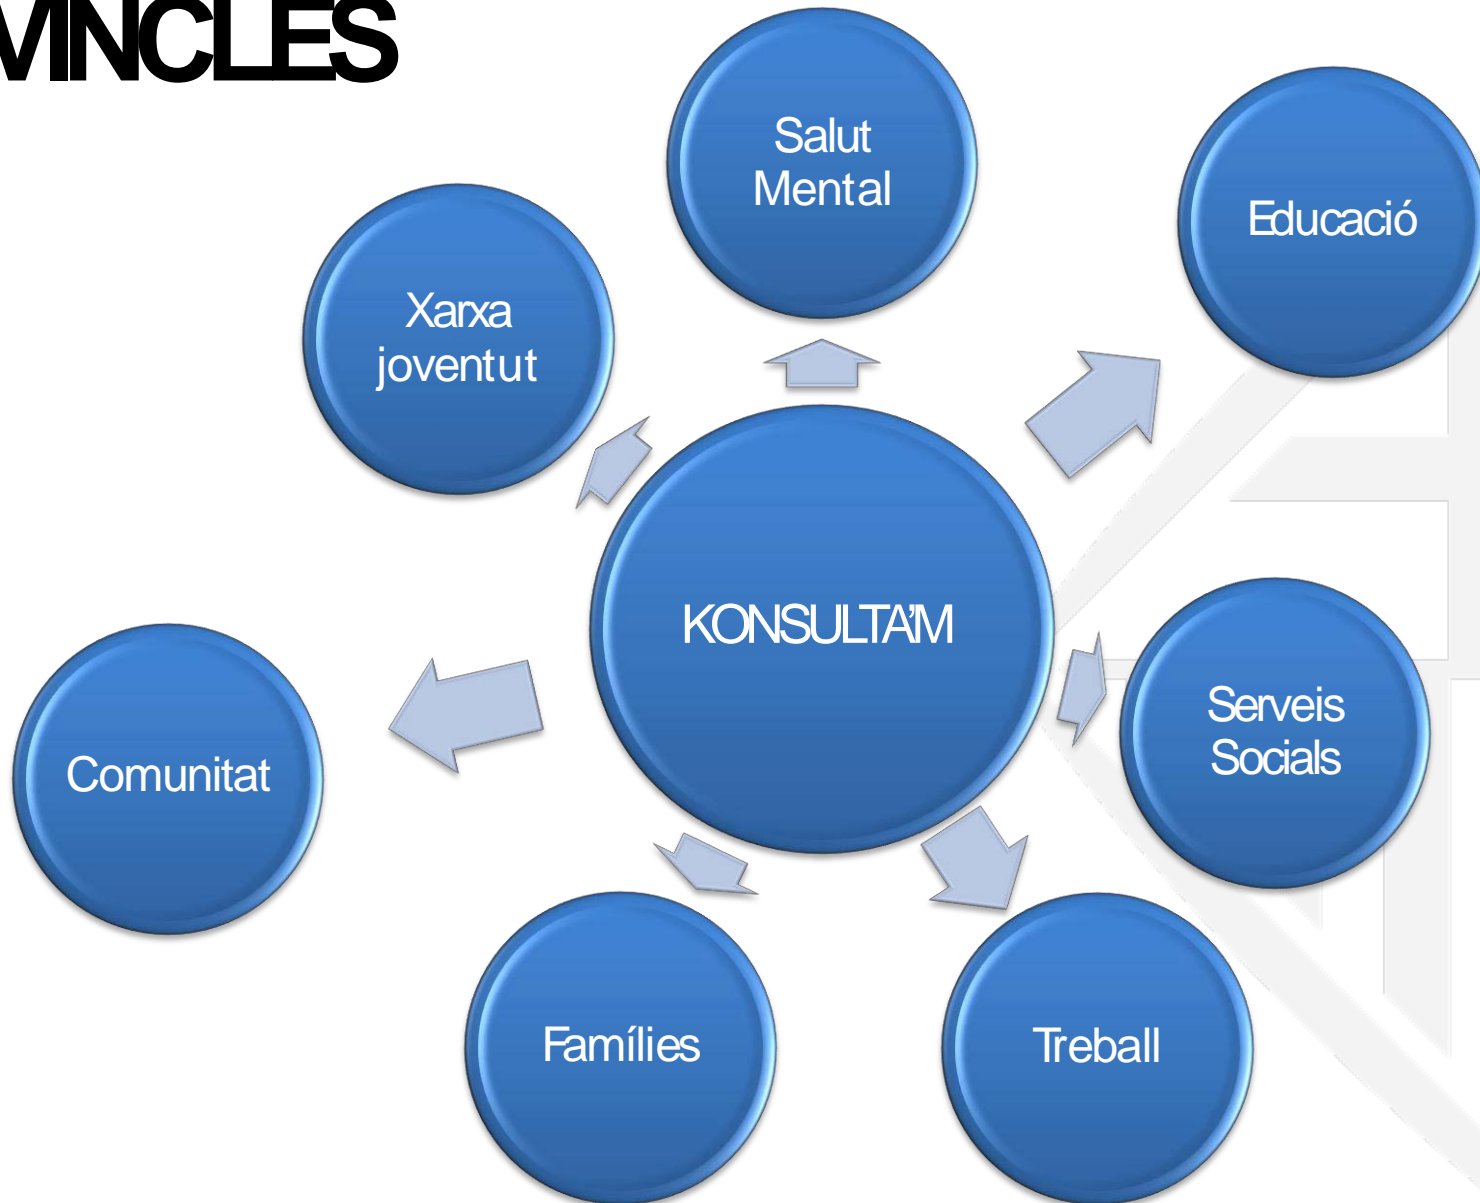 VINCLES
Salut
Mental
Educació
Xarxa
joventut
KONSULTA'M
Serveis
Socials
Comunitat
Famílies
Treball